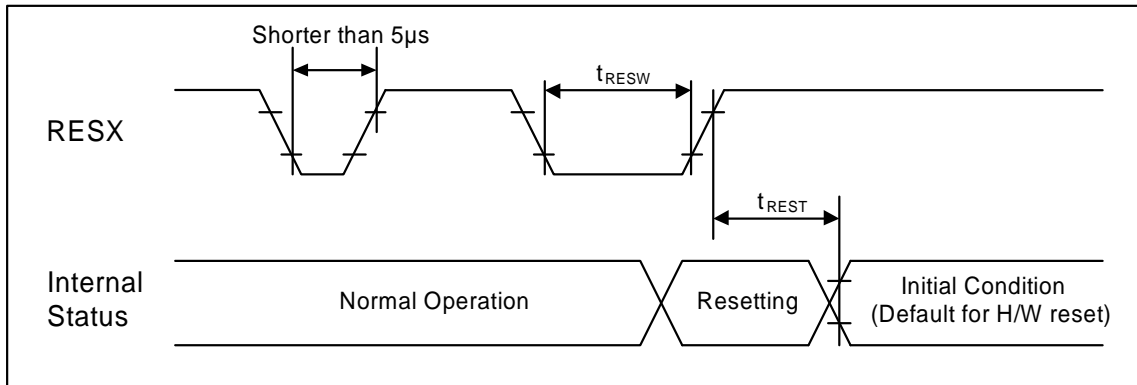 Shorter than 5µs
tRESW
RESX
tREST
Internal
Status
Normal Operation
Resetting
Initial Condition
(Default for H/W reset)